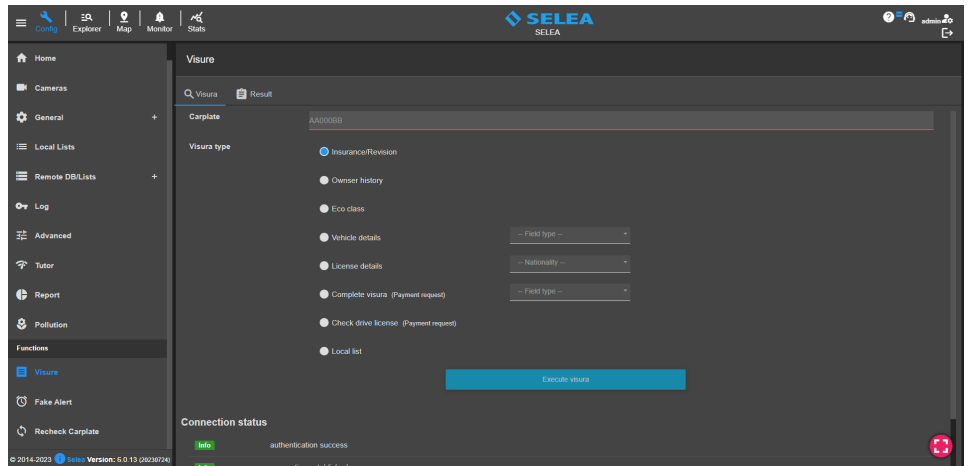 Config
Explorer
Map
Monitor
Stats
SELEA
SELEA
admin
Home
Cameras
General +
Local Lists
Remote DB/Lists +
Log
Advanced
Tutor
Report
Pollution
Functions
Visure
Fake Alert
Recheck Carplate
© 2014-2023 Selea Version: 6.0.13 (20230724)
Visure
Visura Result
Carplate AA000BB
Visura type Insurance/Revision
Ownser history
Eco class
Vehicle details -- Field type --
License details -- Nationality --
Complete visura (Payment request) -- Field type --
Check drive license (Payment request)
Local list
Execute visura
Connection status
Info authentication success